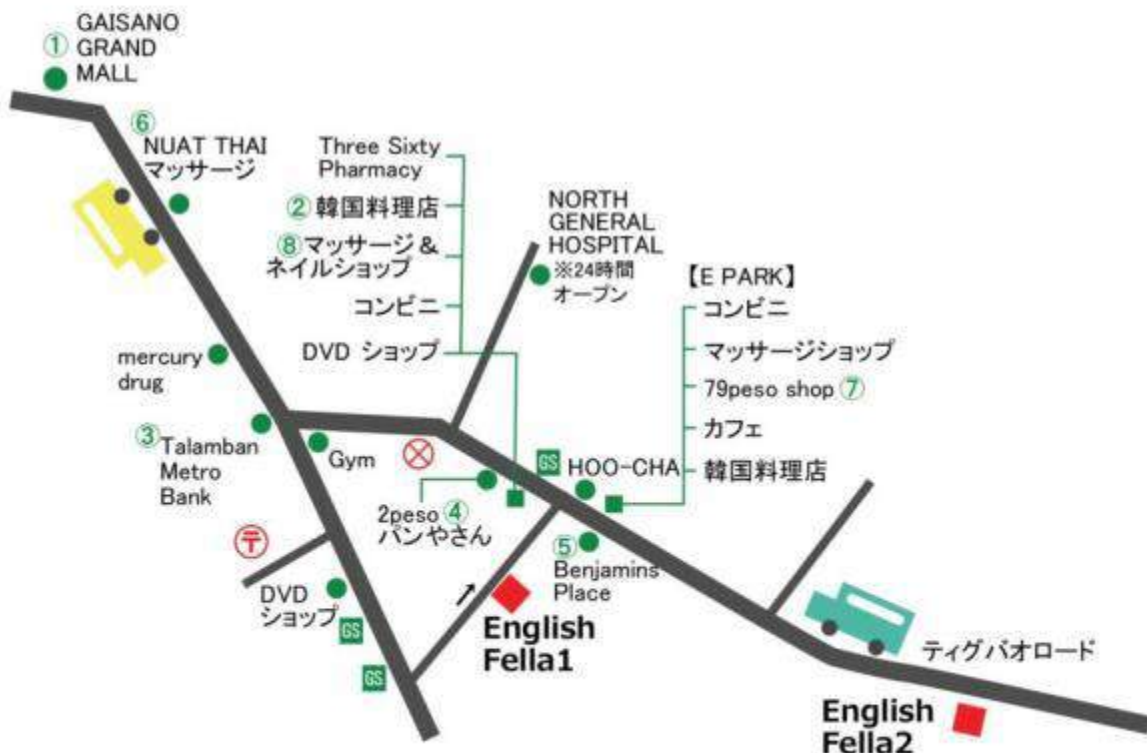 ①
GAISANO
GRAND
MALL
⑥
NUAT THAI
マッサージ
Three Sixty
Pharmacy
②韓国料理店
⑧マッサージ&
ネイルショップ
コンビニ
DVD ショップ
NORTH
GENERAL
HOSPITAL
※24時間
オープン
【E PARK】
コンビニ
マッサージショップ
79peso shop ⑦
カフェ
韓国料理店
mercury
drug
③
Talamban
Metro
Bank
Gym
GS
HOO-CHA
2peso ④
パンやさん
⑤
Benjamins
Place
〒
DVD
ショップ
GS
GS
English
Fella1
ティグバオロード
English
Fella2